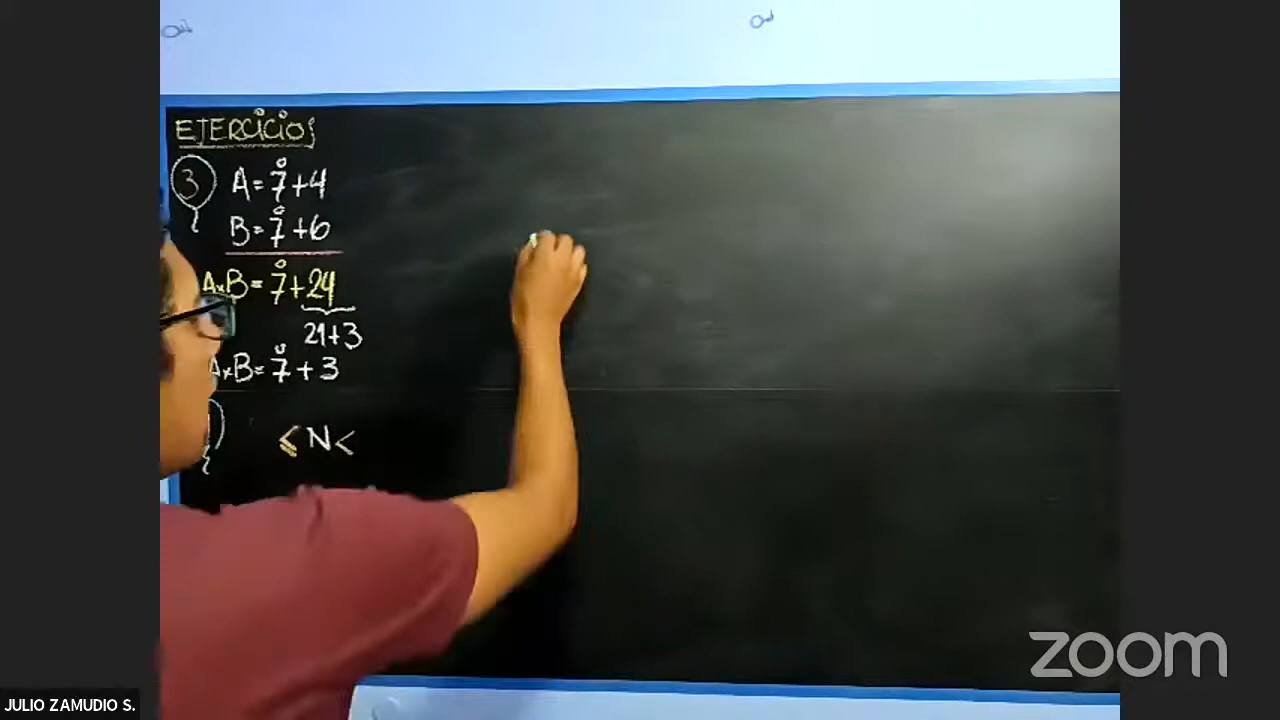 EJERCICIOS
3 A = 7̊ + 4
B = 7̊ + 6
A×B = 7̊ + 24
21+3
A×B = 7̊ + 3
≤ N <
zoom
JULIO ZAMUDIO S.